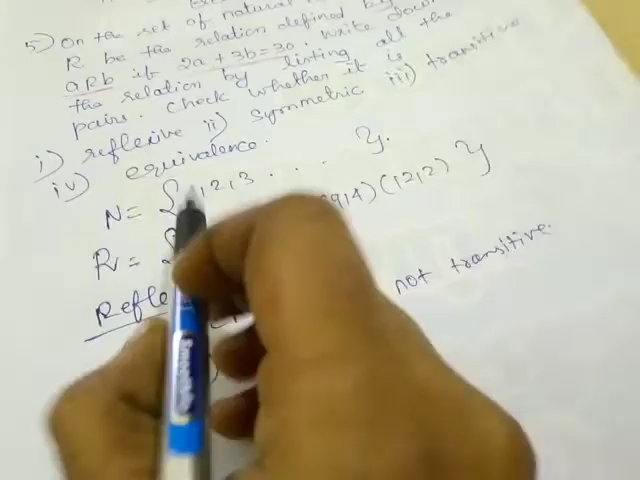 5) On the set of natural
R be the relation defined by
aRb if 2a + 3b = 30. write down
the relation by listing all the
pairs. Check whether it is
i) reflexive ii) symmetric iii) transitive
iv) equivalence.
N = { 1, 2, 3 . . . . }.
R = { 9, 4) (12, 2) }
Refle not transitive.